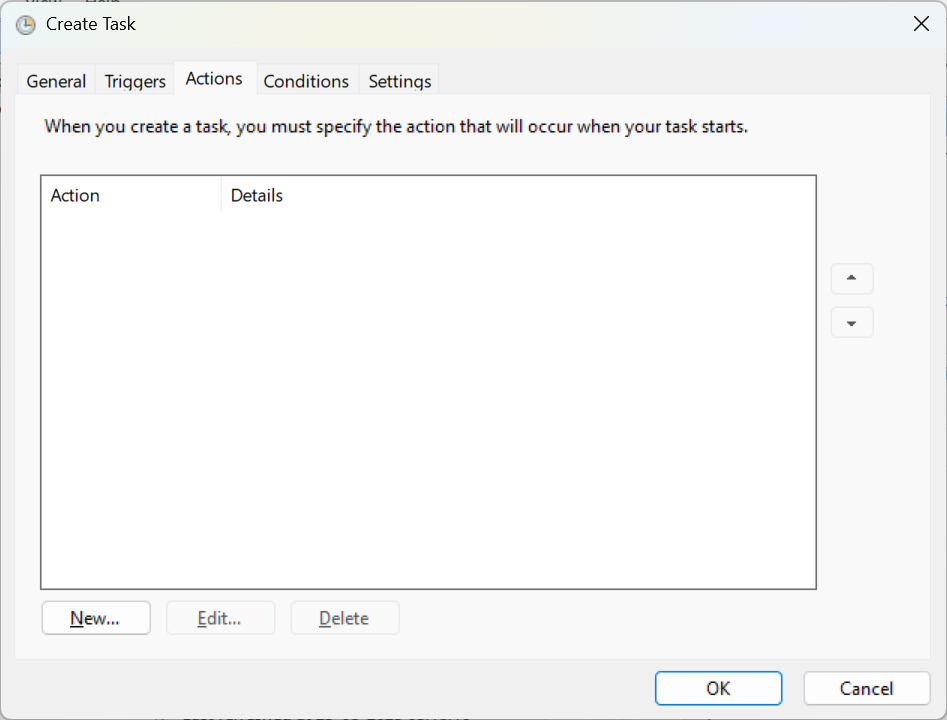 Create Task
General Triggers Actions Conditions Settings
When you create a task, you must specify the action that will occur when your task starts.
Action Details
New... Edit... Delete
OK Cancel